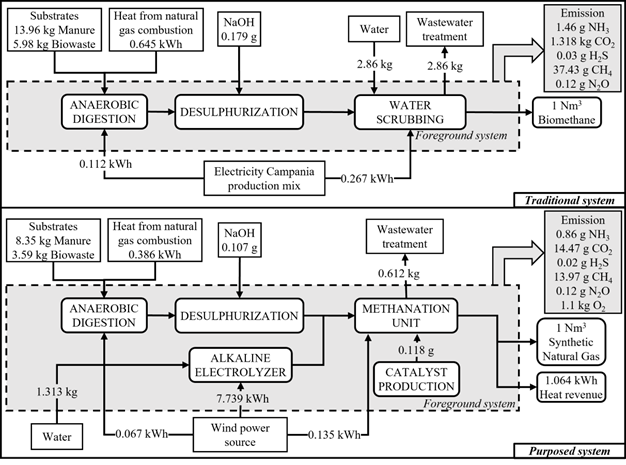 Substrates
13.96 kg Manure
5.98 kg Biowaste
Heat from natural
gas combustion
0.645 kWh
NaOH
0.179 g
Water
Wastewater
treatment
Emission
1.46 g NH3
1.318 kg CO2
0.03 g H2S
37.43 g CH4
0.12 g N2O
2.86 kg
2.86 kg
ANAEROBIC
DIGESTION
DESULPHURIZATION
WATER
SCRUBBING
Foreground system
1 Nm3
Biomethane
0.112 kWh
Electricity Campania
production mix
0.267 kWh
Traditional system
Substrates
8.35 kg Manure
3.59 kg Biowaste
Heat from natural
gas combustion
0.386 kWh
NaOH
0.107 g
Wastewater
treatment
Emission
0.86 g NH3
14.47 g CO2
0.02 g H2S
13.97 g CH4
0.12 g N2O
1.1 kg O2
0.612 kg
ANAEROBIC
DIGESTION
DESULPHURIZATION
METHANATION
UNIT
1 Nm3
Synthetic
Natural Gas
ALKALINE
ELECTROLYZER
0.118 g
CATALYST
PRODUCTION
1.064 kWh
Heat revenue
1.313 kg
7.739 kWh
Foreground system
Water
0.067 kWh
Wind power
source
0.135 kWh
Purposed system